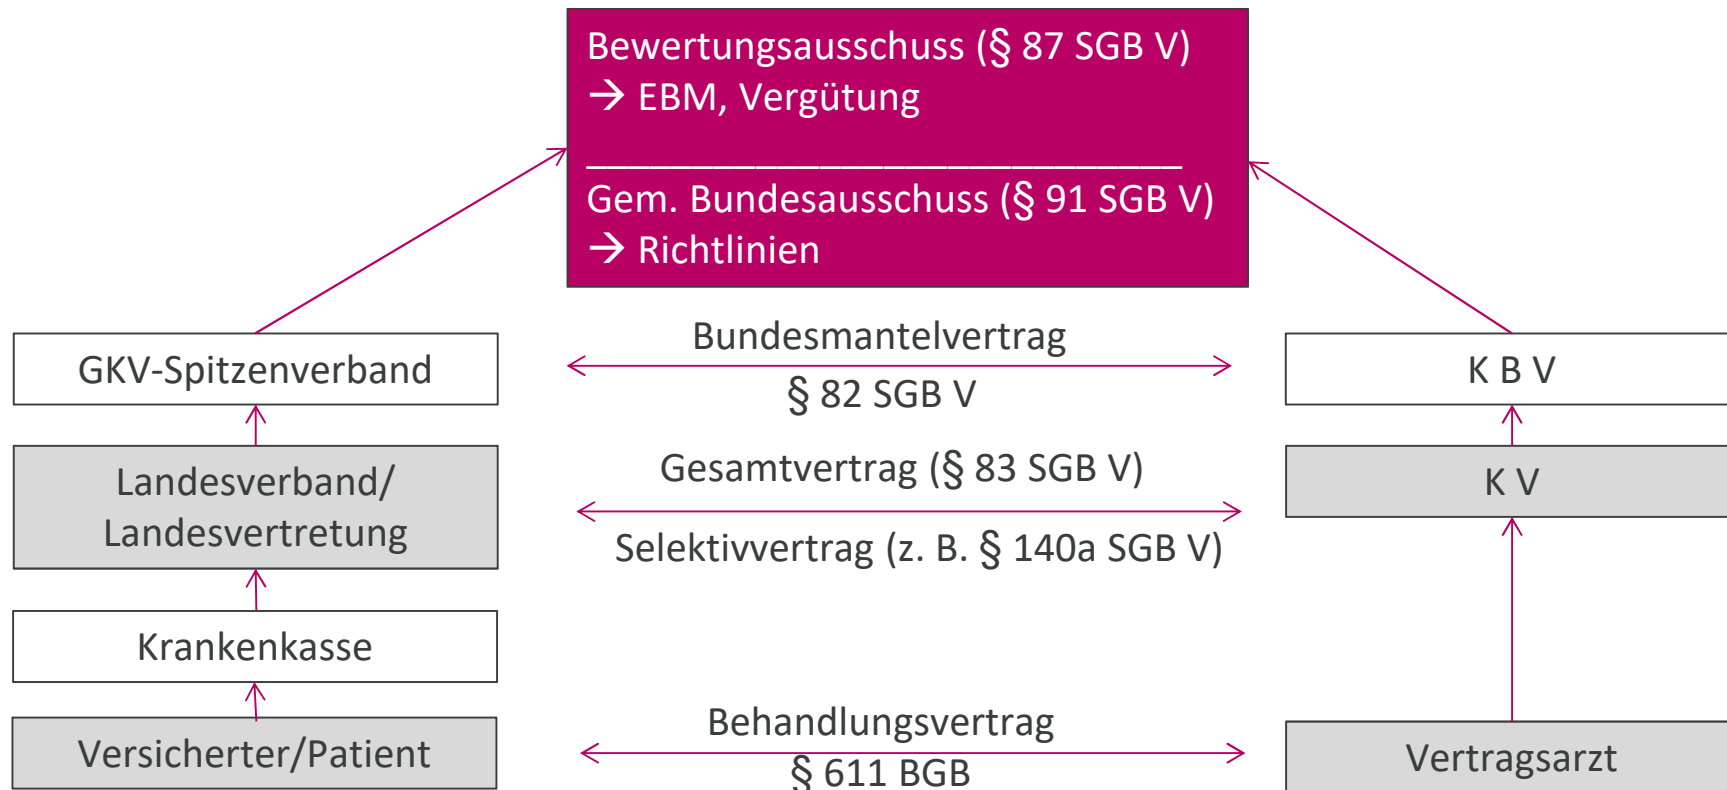 Bewertungsausschuss (§ 87 SGB V)
→ EBM, Vergütung
Gem. Bundesausschuss (§ 91 SGB V)
→ Richtlinien
GKV-Spitzenverband
Bundesmantelvertrag
§ 82 SGB V
K B V
Landesverband/
Landesvertretung
Gesamtvertrag (§ 83 SGB V)
Selektivvertrag (z. B. § 140a SGB V)
K V
Krankenkasse
Versicherter/Patient
Behandlungsvertrag
§ 611 BGB
Vertragsarzt